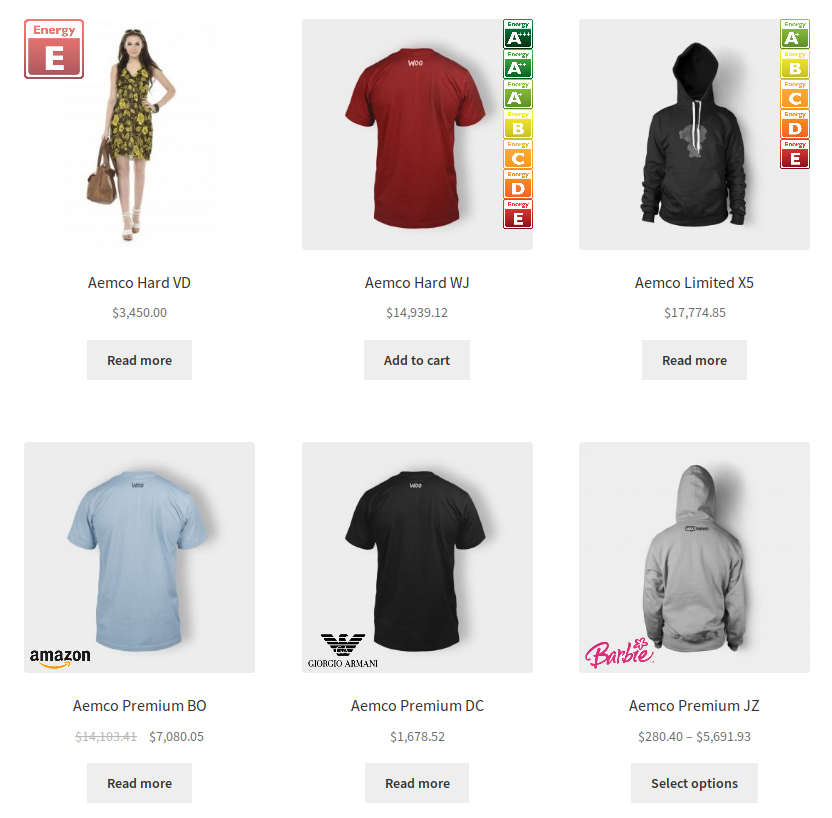 Energy
E
Woo
Energy
A+++
Energy
A++
Energy
A+
Energy
B
Energy
C
Energy
D
Energy
E
Energy
A+
Energy
B
Energy
C
Energy
D
Energy
E
Aemco Hard VD
Aemco Hard WJ
Aemco Limited X5
$3,450.00
$14,939.12
$17,774.85
Read more
Add to cart
Read more
Woo
amazon
Woo
GIORGIO ARMANI
Barbie
Aemco Premium BO
Aemco Premium DC
Aemco Premium JZ
$14,103.41 $7,080.05
$1,678.52
$280.40 – $5,691.93
Read more
Read more
Select options